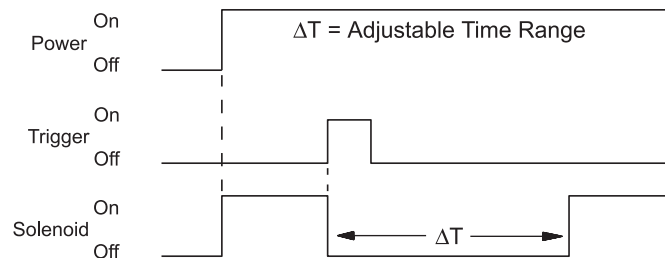 On
Power
Off
ΔT = Adjustable Time Range
On
Trigger
Off
On
Solenoid
Off
ΔT